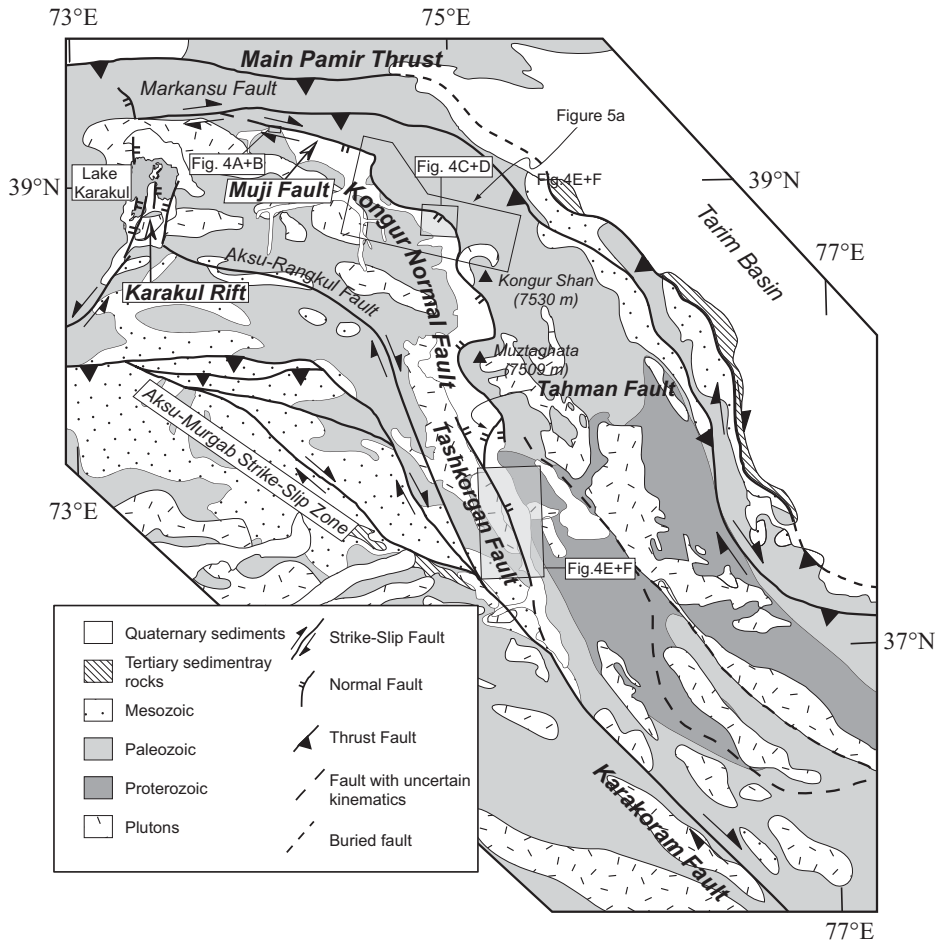 73°E
75°E
Main Pamir Thrust
Markansu Fault
Figure 5a
Fig. 4A+B
Fig. 4C+D
Lake
Karakul
39°N
Muji Fault
Fig.4E+F
39°N
Kongur Normal Fault
Tarim Basin
77°E
Aksu-Rangkul Fault
Kongur Shan
(7530 m)
Karakul Rift
Muztaghata
(7509 m)
Tahman Fault
Aksu-Murgab Strike-Slip Zone
Tashkorgan Fault
73°E
Fig.4E+F
37°N
Quaternary sediments
Tertiary sedimentray
rocks
Mesozoic
Paleozoic
Proterozoic
Plutons
Strike-Slip Fault
Normal Fault
Thrust Fault
Fault with uncertain
kinematics
Buried fault
Karakoram Fault
77°E